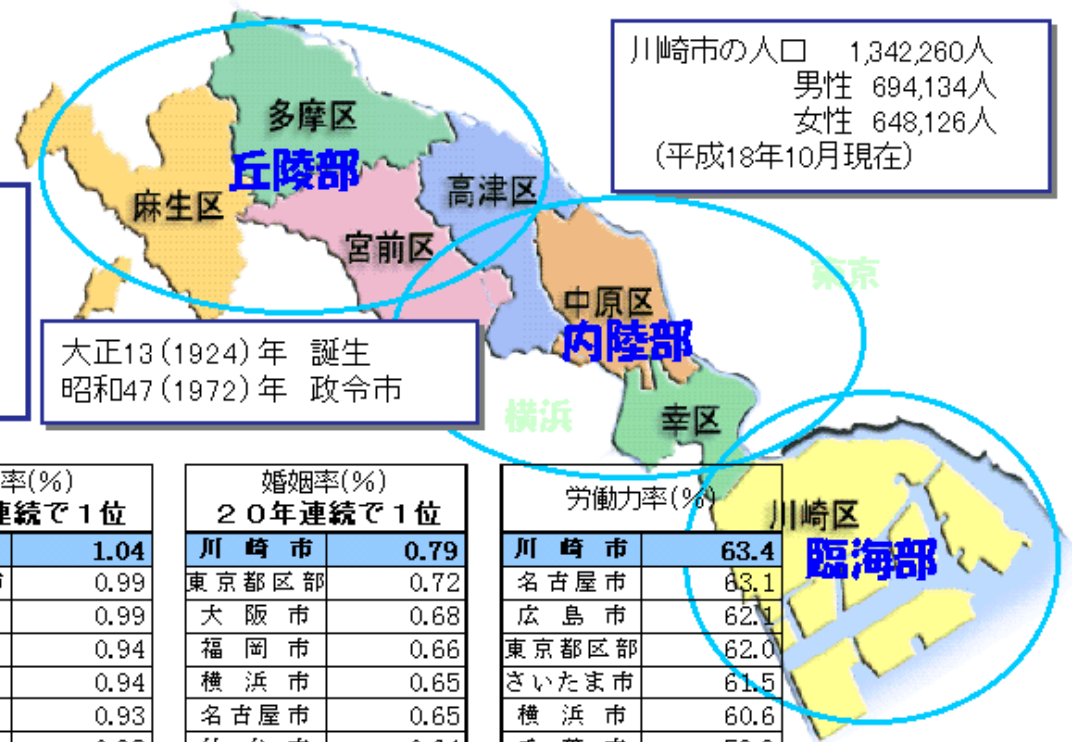 川崎市の人口 1,342,260人
男性 694,134人
女性 648,126人
(平成18年10月現在)
多摩区
丘陵部
麻生区
高津区
宮前区
東京
中原区
内陸部
大正13(1924)年 誕生
昭和47(1972)年 政令市
横浜
幸区
川崎区
臨海部
率(%)
連続で1位
1.04
0.99
0.99
0.94
0.94
0.93
婚姻率(%)
20年連続で1位
川崎市 0.79
東京都区部 0.72
大阪市 0.68
福岡市 0.66
横浜市 0.65
名古屋市 0.65
労働力率(%)
川崎市 63.4
名古屋市 63.1
広島市 62.1
東京都区部 62.0
さいたま市 61.5
横浜市 60.6